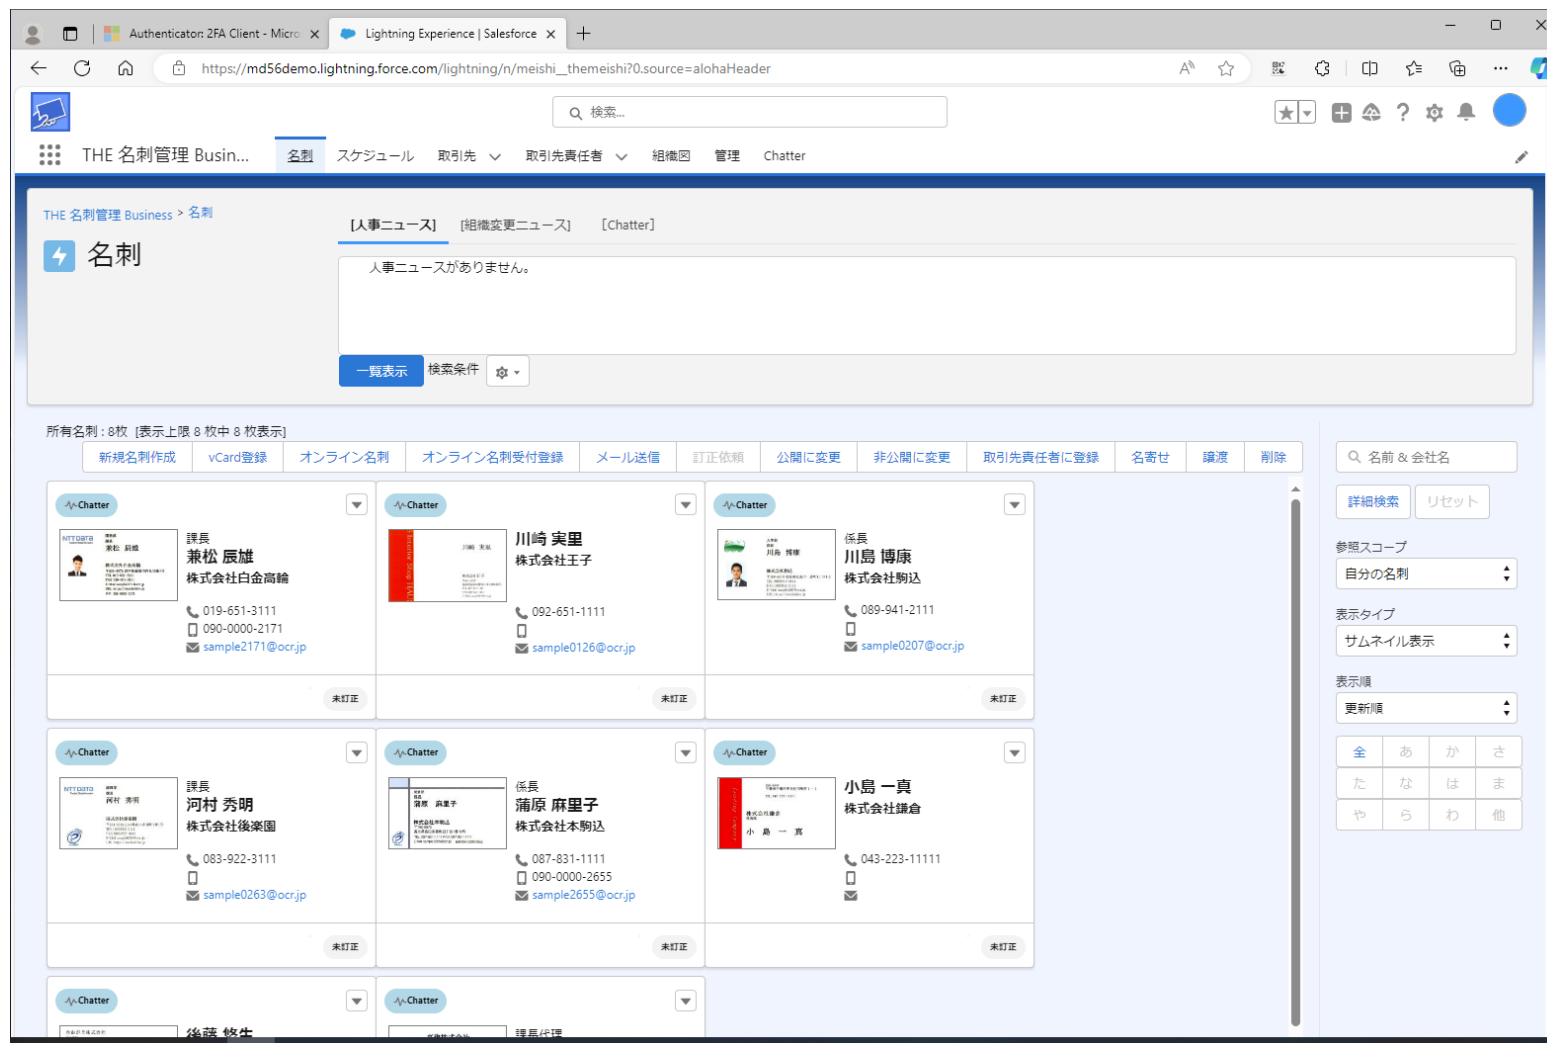 Authenticator: 2FA Client - Micro
Lightning Experience | Salesforce
https://md56demo.lightning.force.com/lightning/n/meishi__themeishi?0.source=alohaHeader
検索...
THE 名刺管理 Busin...
名刺
スケジュール
取引先
取引先責任者
組織図
管理
Chatter
THE 名刺管理 Business > 名刺
名刺
[人事ニュース]
[組織変更ニュース]
[Chatter]
人事ニュースがありません。
一覧表示
検索条件
所有名刺 : 8枚 [表示上限 8 枚中 8 枚表示]
新規名刺作成
vCard登録
オンライン名刺
オンライン名刺受付登録
メール送信
訂正依頼
公開に変更
非公開に変更
取引先責任者に登録
名寄せ
譲渡
削除
Chatter
課長
兼松 辰雄
株式会社白金高輪
019-651-3111
090-0000-2171
sample2171@ocr.jp
未訂正
Chatter
川崎 実里
株式会社王子
092-651-1111
sample0126@ocr.jp
未訂正
Chatter
係長
川島 博康
株式会社駒込
089-941-2111
sample0207@ocr.jp
未訂正
Chatter
NTT DATA
課長
河村 秀明
株式会社後楽園
083-922-3111
sample0263@ocr.jp
未訂正
Chatter
係長
蒲原 麻里子
株式会社本駒込
087-831-1111
090-0000-2655
sample2655@ocr.jp
未訂正
Chatter
小島 一真
株式会社鎌倉
043-223-11111
未訂正
Chatter
後藤 悠生
Chatter
課長代理
名前 & 会社名
詳細検索
リセット
参照スコープ
自分の名刺
表示タイプ
サムネイル表示
表示順
更新順
全 あ か さ
た な は ま
や ら わ 他